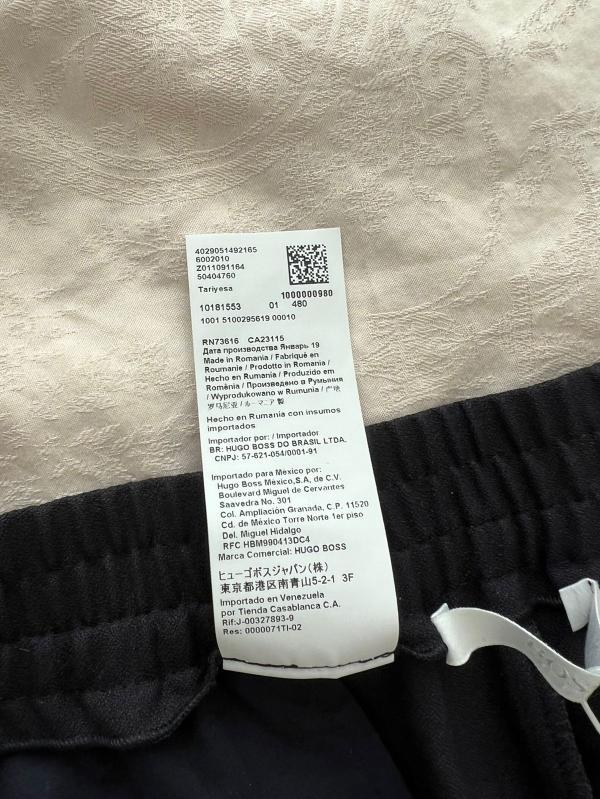 4029051492165
6002010
Z011091164
50404760
Tariyesa
1000000980
10181553 01 480
1001 5100295619 00010
RN73616 CA23115
Дата производства Январь 19
Made in Romania / Fabriqué en
Roumanie / Prodotto in Romania /
Hecho en Rumania / Produzido em
Romênia / Произведено в Румыния
/ Wyprodukowano w Rumunia / 产地
罗马尼亚 / ルーマニア 製
Hecho en Rumania con insumos
importados
Importador por: / Importador
BR: HUGO BOSS DO BRASIL LTDA.
CNPJ: 57-621-054/0001-91
Importado para México por:
Hugo Boss México,S.A, de C.V.
Boulevard Miguel de Cervantes
Saavedra No. 301
Col. Ampliación Granada, C.P. 11520
Cd. de México Torre Norte 1er piso
Del. Miguel Hidalgo
RFC HBM990413DC4
Marca Comercial: HUGO BOSS
ヒューゴボスジャパン(株)
東京都港区南青山5-2-1 3F
Importado en Venezuela
por Tienda Casablanca C.A.
Rif:J-00327893-9
Res: 0000071TI-02